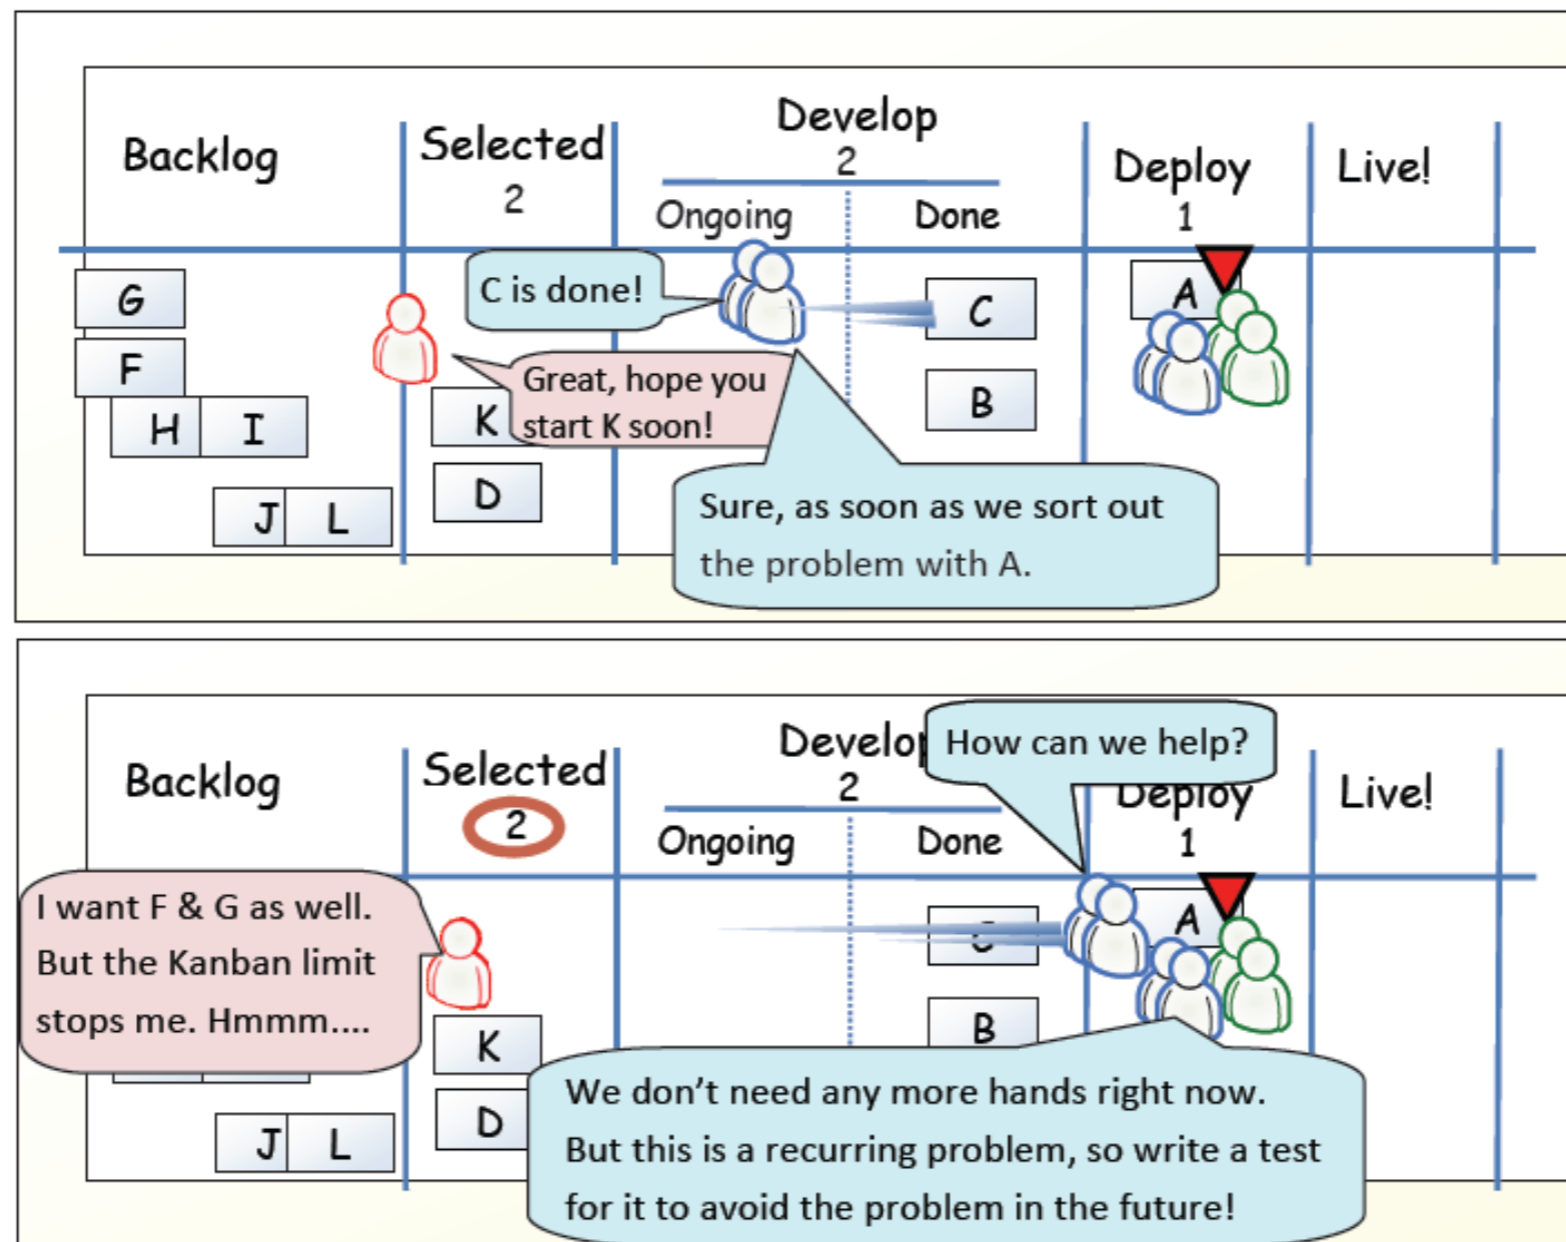 Develop
Backlog
Selected
2
2
Deploy
1
Live!
Ongoing
Done
G
F
H
I
J
L
C is done!
Great, hope you
start K soon!
K
D
C
B
A
Sure, as soon as we sort out
the problem with A.
Develop
How can we help?
Backlog
Selected
2
2
Deploy
1
Live!
Ongoing
Done
I want F & G as well.
But the Kanban limit
stops me. Hmmm....
J
L
K
D
C
B
A
We don't need any more hands right now.
But this is a recurring problem, so write a test
for it to avoid the problem in the future!